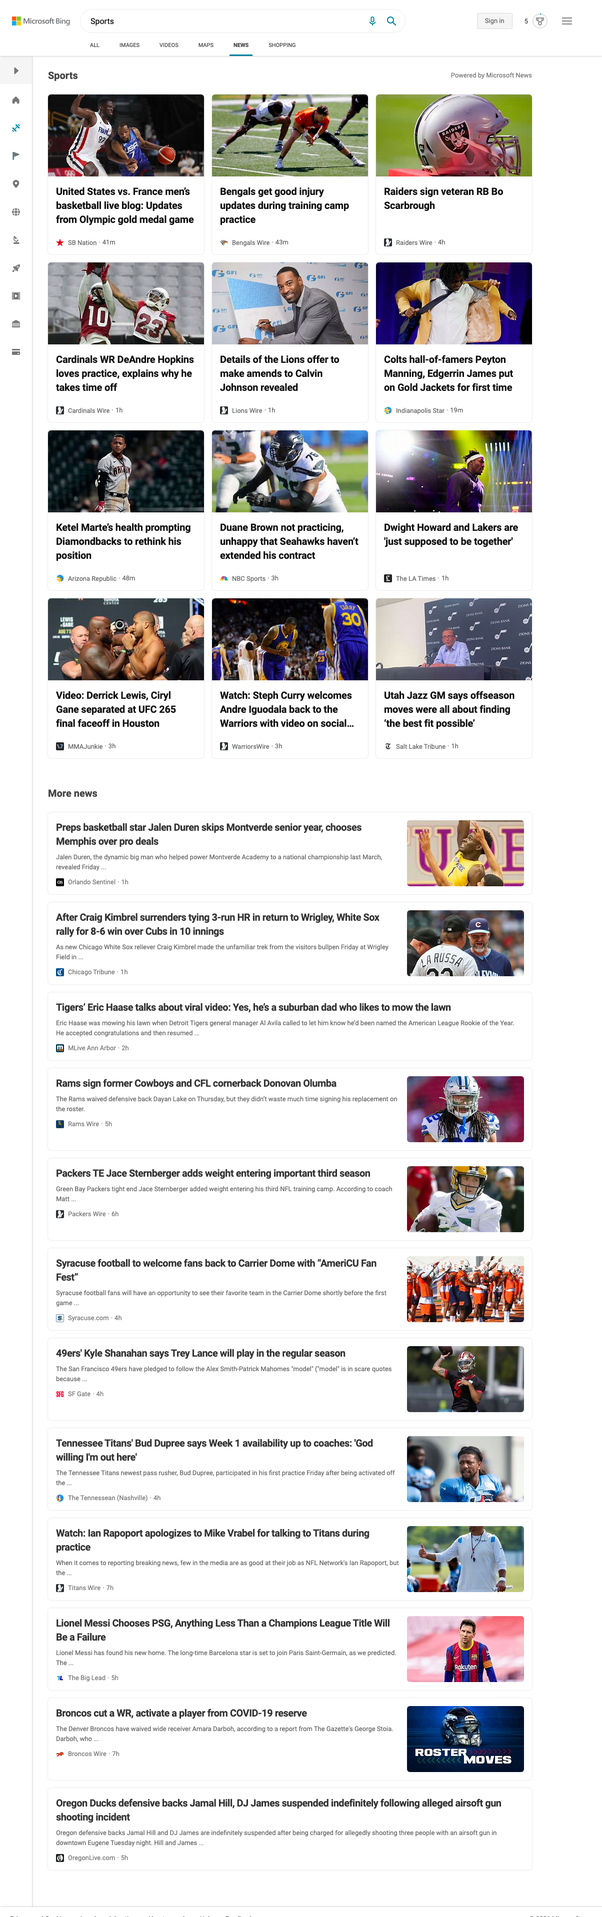 Microsoft Bing
Sports
Sign in
5
ALL
IMAGES
VIDEOS
MAPS
NEWS
SHOPPING
Sports
Powered by Microsoft News
United States vs. France men's
basketball live blog: Updates
from Olympic gold medal game
SB Nation · 41m
Bengals get good injury
updates during training camp
practice
Bengals Wire · 43m
Raiders sign veteran RB Bo
Scarbrough
Raiders Wire · 4h
Cardinals WR DeAndre Hopkins
loves practice, explains why he
takes time off
Cardinals Wire · 1h
Details of the Lions offer to
make amends to Calvin
Johnson revealed
Lions Wire · 1h
Colts hall-of-famers Peyton
Manning, Edgerrin James put
on Gold Jackets for first time
Indianapolis Star · 19m
Ketel Marte's health prompting
Diamondbacks to rethink his
position
Arizona Republic · 48m
Duane Brown not practicing,
unhappy that Seahawks haven't
extended his contract
NBC Sports · 3h
Dwight Howard and Lakers are
'just supposed to be together'
The LA Times · 1h
Video: Derrick Lewis, Ciryl
Gane separated at UFC 265
final faceoff in Houston
MMAJunkie · 3h
Watch: Steph Curry welcomes
Andre Iguodala back to the
Warriors with video on social...
WarriorsWire · 3h
Utah Jazz GM says offseason
moves were all about finding
'the best fit possible'
Salt Lake Tribune · 1h
More news
Preps basketball star Jalen Duren skips Montverde senior year, chooses
Memphis over pro deals
Jalen Duren, the dynamic big man who helped power Montverde Academy to a national championship last March,
revealed Friday ...
Orlando Sentinel · 1h
After Craig Kimbrel surrenders tying 3-run HR in return to Wrigley, White Sox
rally for 8-6 win over Cubs in 10 innings
As new Chicago White Sox reliever Craig Kimbrel made the unfamiliar trek from the visitors bullpen Friday at Wrigley
Field in ...
Chicago Tribune · 1h
LA RUSSA
Tigers' Eric Haase talks about viral video: Yes, he's a suburban dad who likes to mow the lawn
Eric Haase was mowing his lawn when Detroit Tigers general manager Al Avila called to let him know he'd been named the American League Rookie of the Year.
He accepted congratulations and then resumed ...
MLive Ann Arbor · 2h
Rams sign former Cowboys and CFL cornerback Donovan Olumba
The Rams waived defensive back Dayan Lake on Thursday, but they didn't waste much time signing his replacement on
the roster.
Rams Wire · 5h
Packers TE Jace Sternberger adds weight entering important third season
Green Bay Packers tight end Jace Sternberger added weight entering his third NFL training camp. According to coach
Matt ...
Packers Wire · 6h
Syracuse football to welcome fans back to Carrier Dome with "AmeriCU Fan
Fest"
Syracuse football fans will have an opportunity to see their favorite team in the Carrier Dome shortly before the first
game ...
Syracuse.com · 4h
49ers' Kyle Shanahan says Trey Lance will play in the regular season
The San Francisco 49ers have pledged to follow the Alex Smith-Patrick Mahomes "model" ("model" is in scare quotes
because ...
SF Gate · 4h
Tennessee Titans' Bud Dupree says Week 1 availability up to coaches: 'God
willing I'm out here'
The Tennessee Titans newest pass rusher, Bud Dupree, participated in his first practice Friday after being activated off
the ...
The Tennessean (Nashville) · 4h
Watch: Ian Rapoport apologizes to Mike Vrabel for talking to Titans during
practice
When it comes to reporting breaking news, few in the media are as good at their job as NFL Network's Ian Rapoport, but
the ...
Titans Wire · 7h
Lionel Messi Chooses PSG, Anything Less Than a Champions League Title Will
Be a Failure
Lionel Messi has found his new home. The long-time Barcelona star is set to join Paris Saint-Germain, as we predicted.
The ...
The Big Lead · 5h
Rakuten
Broncos cut a WR, activate a player from COVID-19 reserve
The Denver Broncos have waived wide receiver Amara Darboh, according to a report from The Gazette's George Stoia.
Darboh, who ...
Broncos Wire · 7h
ROSTER
MOVES
Oregon Ducks defensive backs Jamal Hill, DJ James suspended indefinitely following alleged airsoft gun
shooting incident
Oregon defensive backs Jamal Hill and DJ James are indefinitely suspended after being charged for allegedly shooting three people with an airsoft gun in
downtown Eugene Tuesday night. Hill and James ...
OregonLive.com · 5h